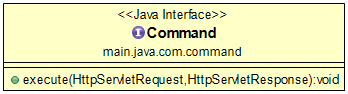 <<Java Interface>>
Command
main.java.com.command
execute(HttpServletRequest,HttpServletResponse):void